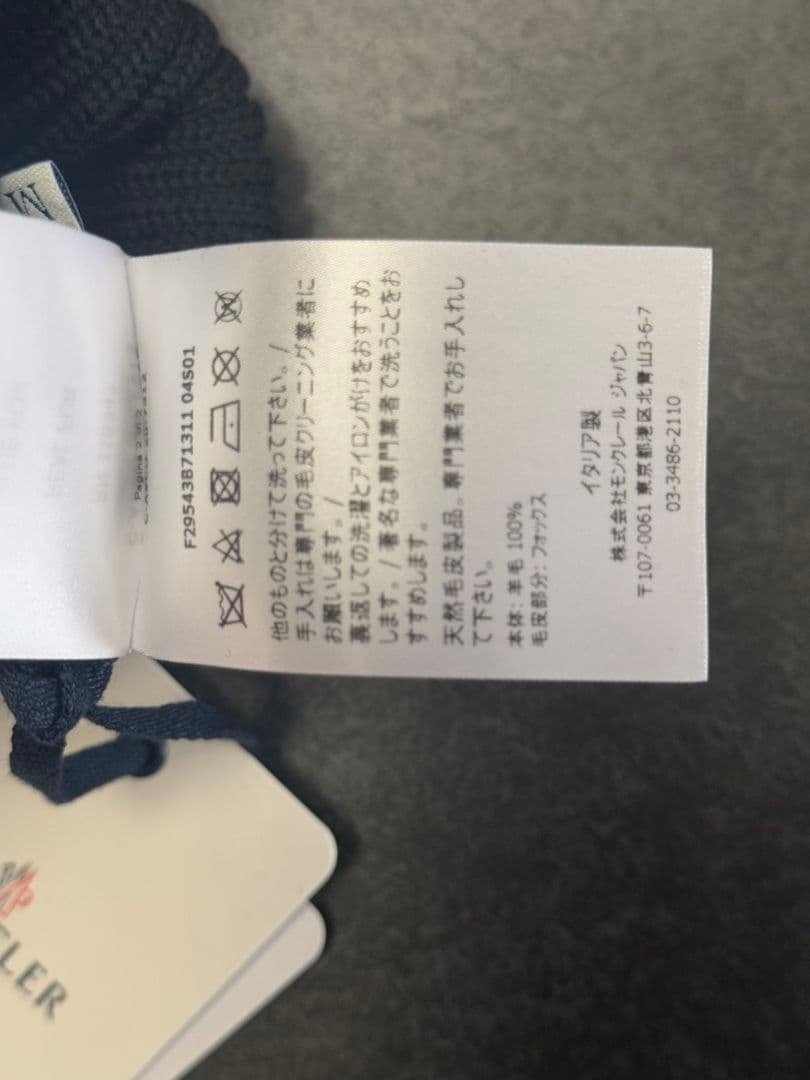 M
Pagina 2 di 2
F29543B71311 04S01
他のものと分けて洗って下さい。/
手入れは専門の毛皮クリーニング業者に
お願いします。/
裏返しての洗濯とアイロンがけをおすすめ
します。/ 著名な専門業者で洗うことをお
すすめします。
天然毛皮製品。専門業者でお手入れし
て下さい。
本体: 羊毛 100%
毛皮部分: フォックス
イタリア製
株式会社モンクレール ジャパン
〒107-0061 東京都港区北青山3-6-7
03-3486-2110
CLER